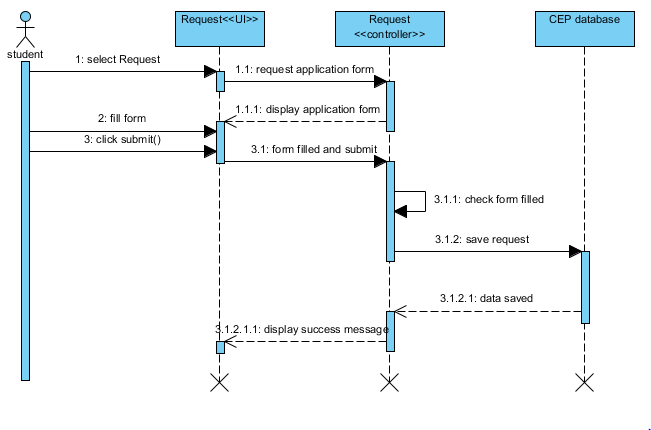 student
Request<<UI>>
Request
<<controller>>
CEP database
1: select Request
1.1: request application form
1.1.1: display application form
2: fill form
3: click submit()
3.1: form filled and submit
3.1.1: check form filled
3.1.2: save request
3.1.2.1: data saved
3.1.2.1.1: display success message